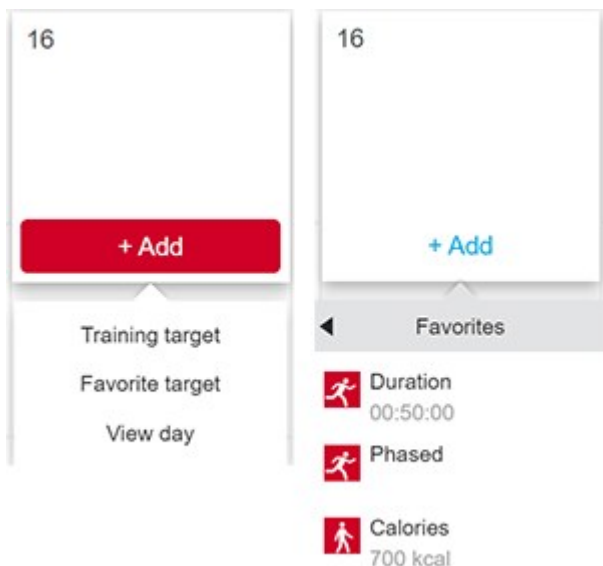 16
+ Add
Training target
Favorite target
View day
16
+ Add
Favorites
Duration
00:50:00
Phased
Calories
700 kcal